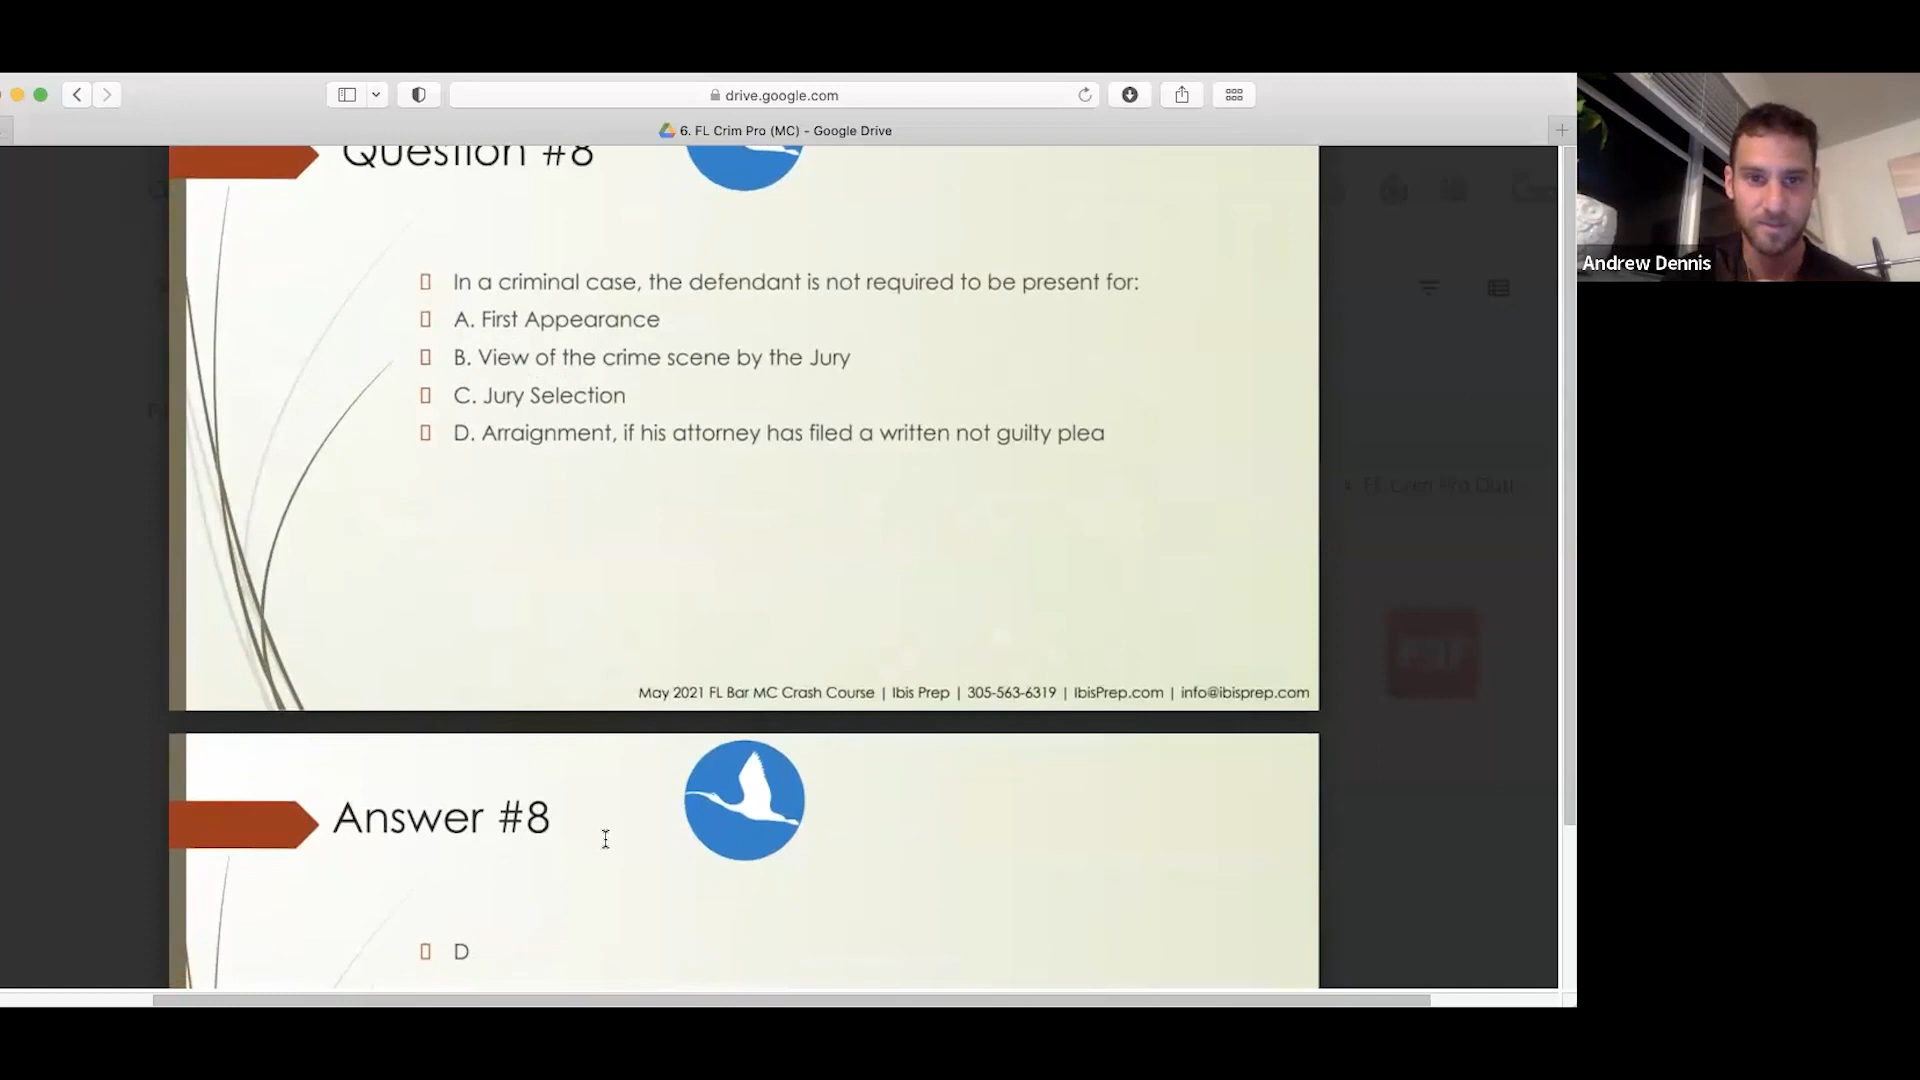 drive.google.com
6. FL Crim Pro (MC) - Google Drive
Question #8
In a criminal case, the defendant is not required to be present for:
A. First Appearance
B. View of the crime scene by the Jury
C. Jury Selection
D. Arraignment, if his attorney has filed a written not guilty plea
May 2021 FL Bar MC Crash Course | Ibis Prep | 305-563-6319 | IbisPrep.com | info@ibisprep.com
Answer #8
D
Andrew Dennis
PDF